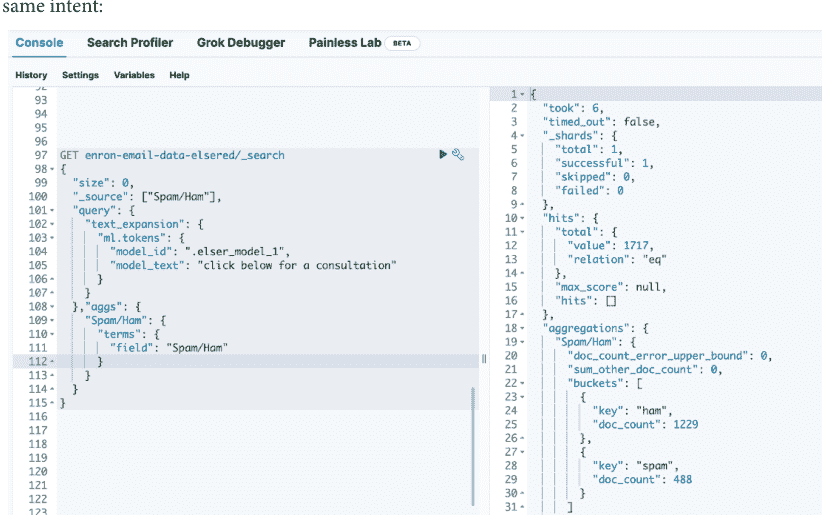 same intent:
Console Search Profiler Grok Debugger Painless Lab BETA
History Settings Variables Help
93
94
95
96
97 GET enron-email-data-elsered/_search
98 {
99 "size": 0,
100 "_source": ["Spam/Ham"],
101 "query": {
102 "text_expansion": {
103 "ml.tokens": {
104 "model_id": ".elser_model_1",
105 "model_text": "click below for a consultation"
106 }
107 }
108 },"aggs": {
109 "Spam/Ham": {
110 "terms": {
111 "field": "Spam/Ham"
112 }
113 }
114 }
115 }
116
117
118
119
120
121
122
123
1 {
2 "took": 6,
3 "timed_out": false,
4 "_shards": {
5 "total": 1,
6 "successful": 1,
7 "skipped": 0,
8 "failed": 0
9 },
10 "hits": {
11 "total": {
12 "value": 1717,
13 "relation": "eq"
14 },
15 "max_score": null,
16 "hits": []
17 },
18 "aggregations": {
19 "Spam/Ham": {
20 "doc_count_error_upper_bound": 0,
21 "sum_other_doc_count": 0,
22 "buckets": [
23 {
24 "key": "ham",
25 "doc_count": 1229
26 },
27 {
28 "key": "spam",
29 "doc_count": 488
30 }
31 ]